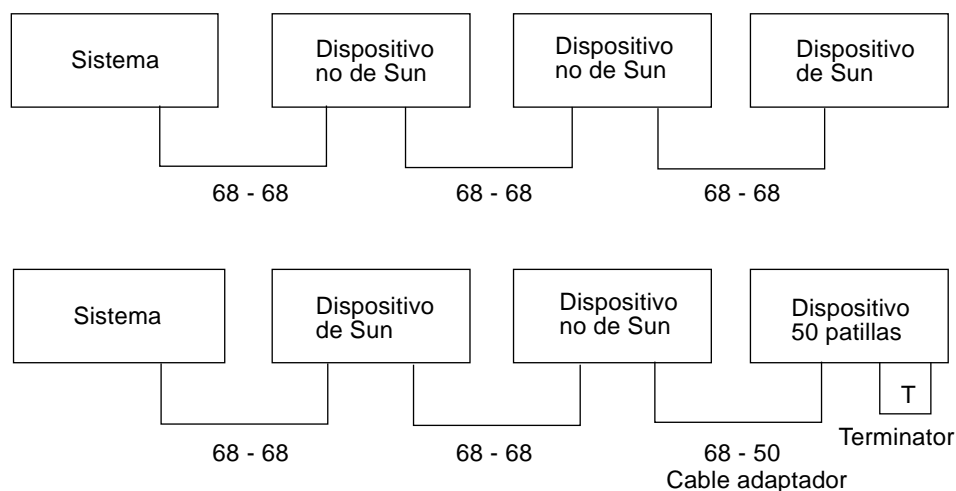 Sistema
Dispositivo
no de Sun
Dispositivo
no de Sun
Dispositivo
de Sun
68 - 68
68 - 68
68 - 68
Sistema
Dispositivo
de Sun
Dispositivo
no de Sun
Dispositivo
50 patillas
T
Terminator
68 - 68
68 - 68
68 - 50
Cable adaptador